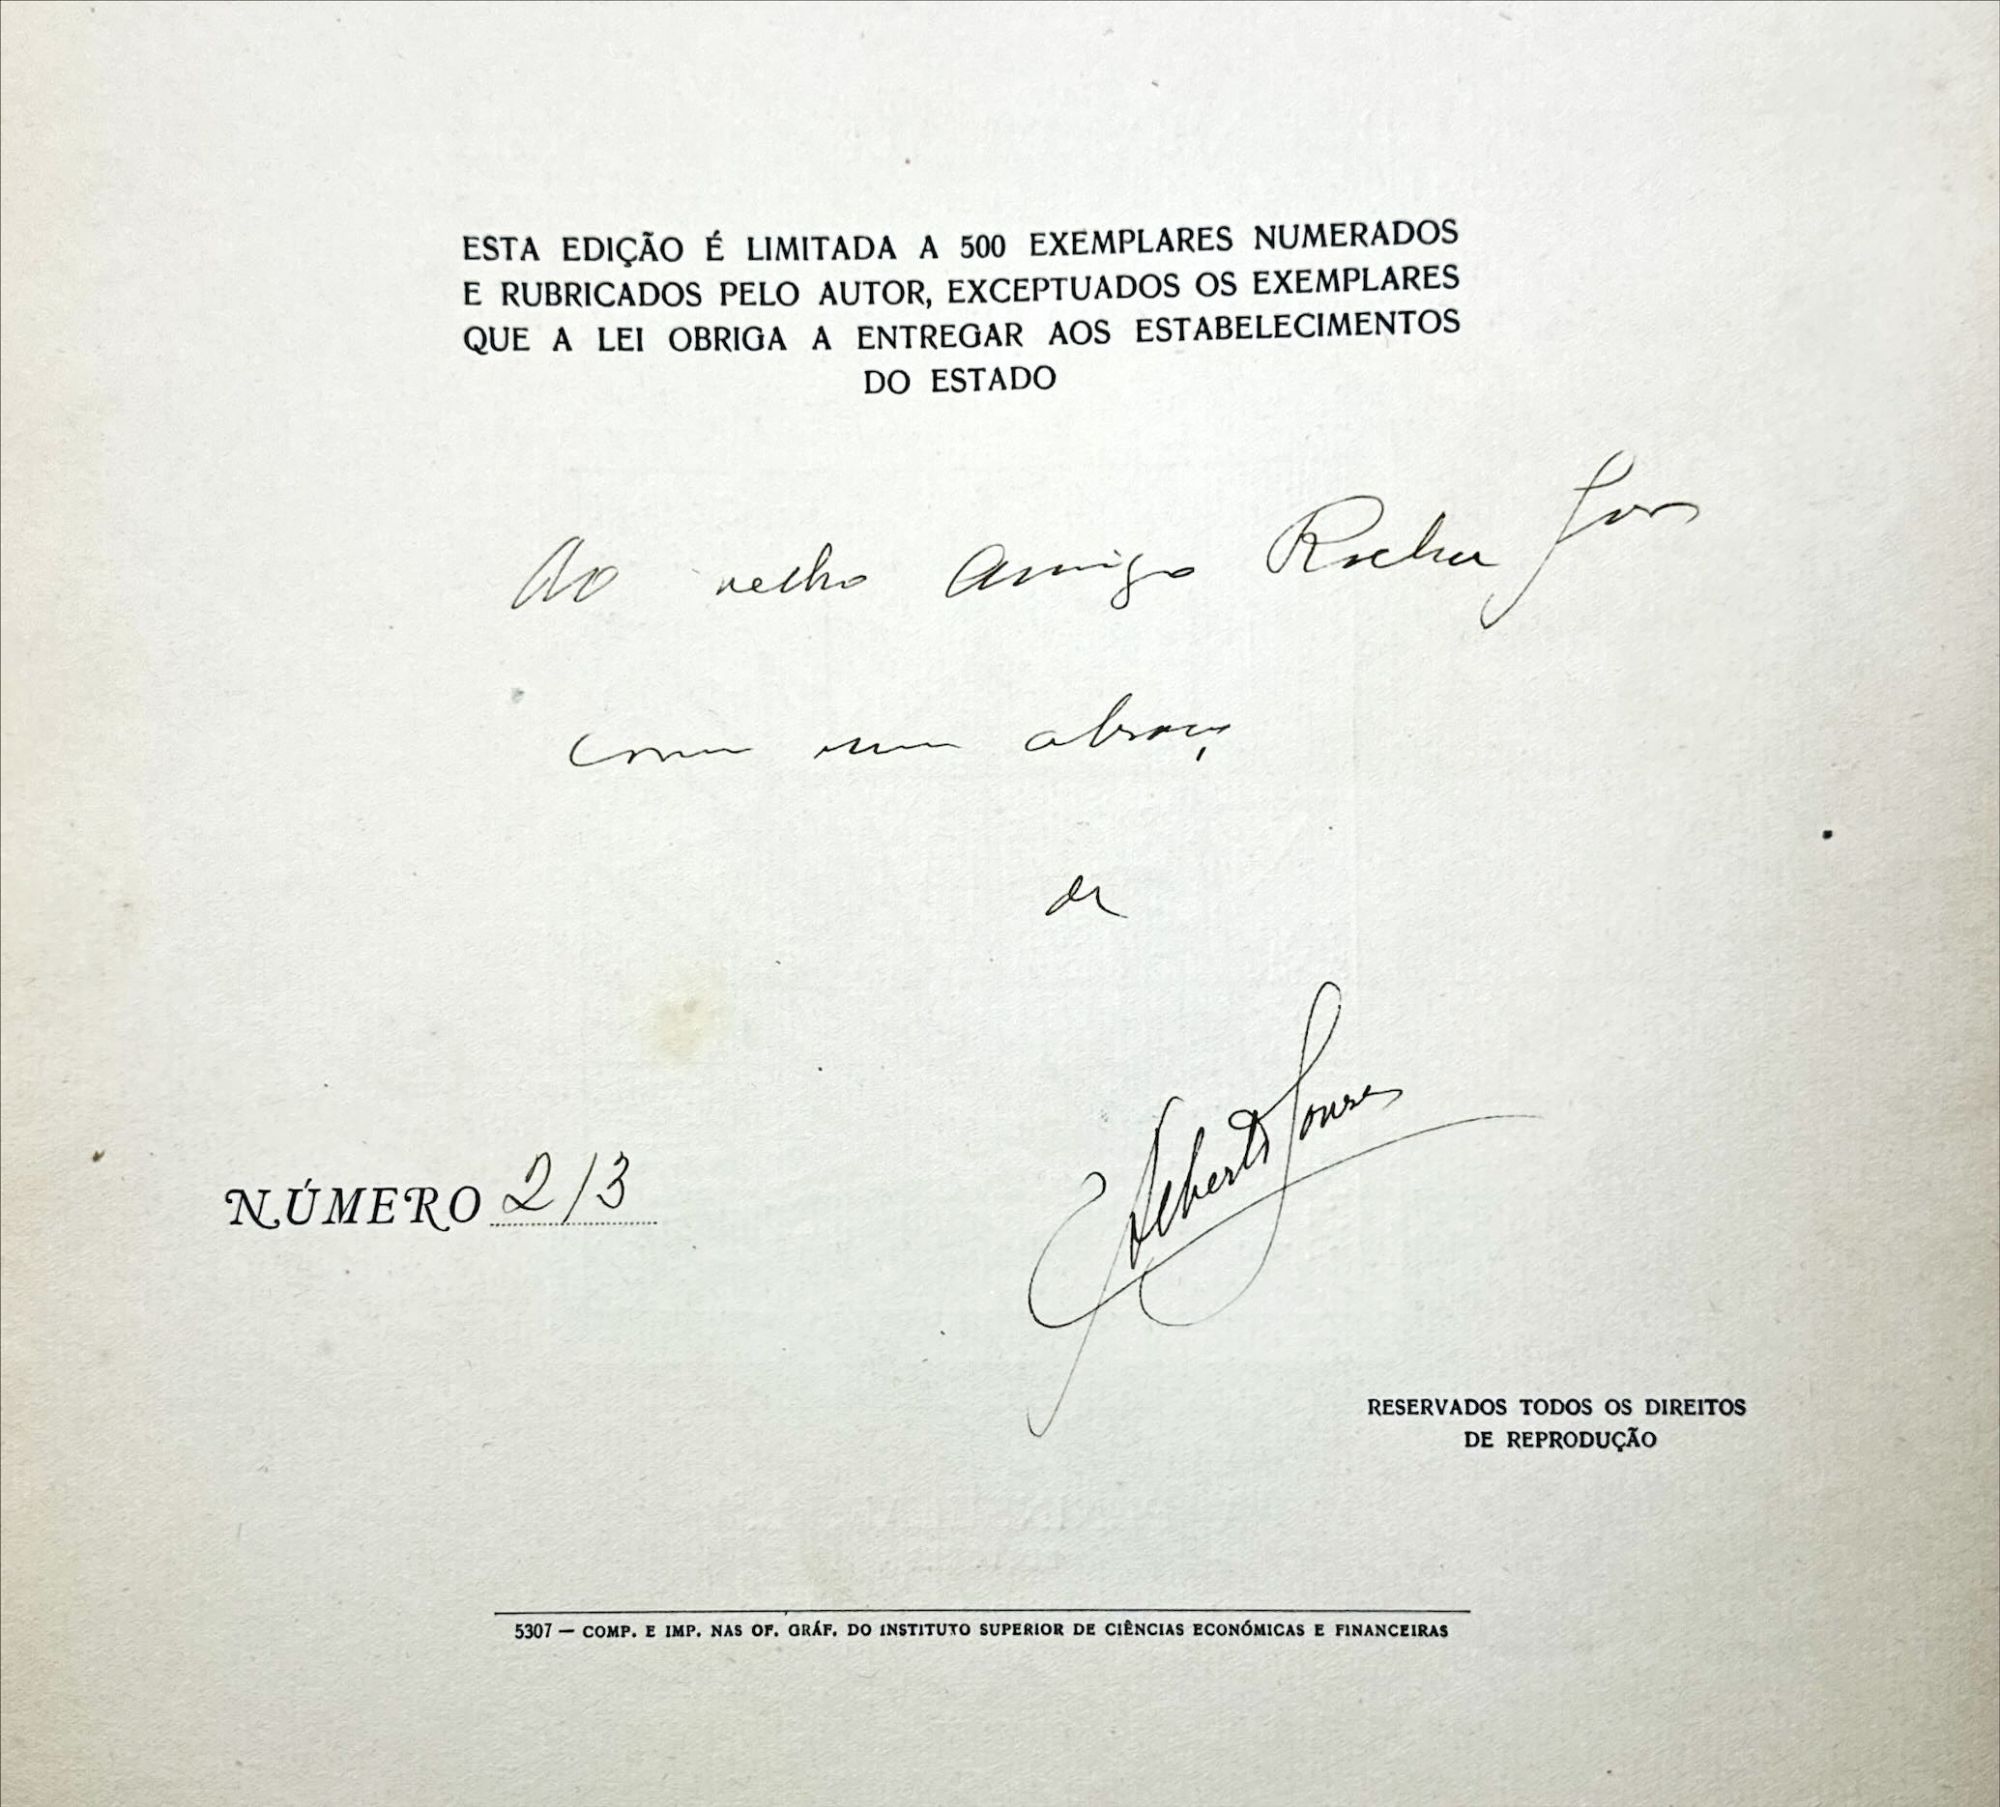 ESTA EDIÇÃO É LIMITADA A 500 EXEMPLARES NUMERADOS
E RUBRICADOS PELO AUTOR, EXCEPTUADOS OS EXEMPLARES
QUE A LEI OBRIGA A ENTREGAR AOS ESTABELECIMENTOS
DO ESTADO
Ao velho amigo Rocha
com um abraço
de
NÚMERO 213
RESERVADOS TODOS OS DIREITOS
DE REPRODUÇÃO
5307 — COMP. E IMP. NAS OF. GRÁF. DO INSTITUTO SUPERIOR DE CIÊNCIAS ECONÓMICAS E FINANCEIRAS